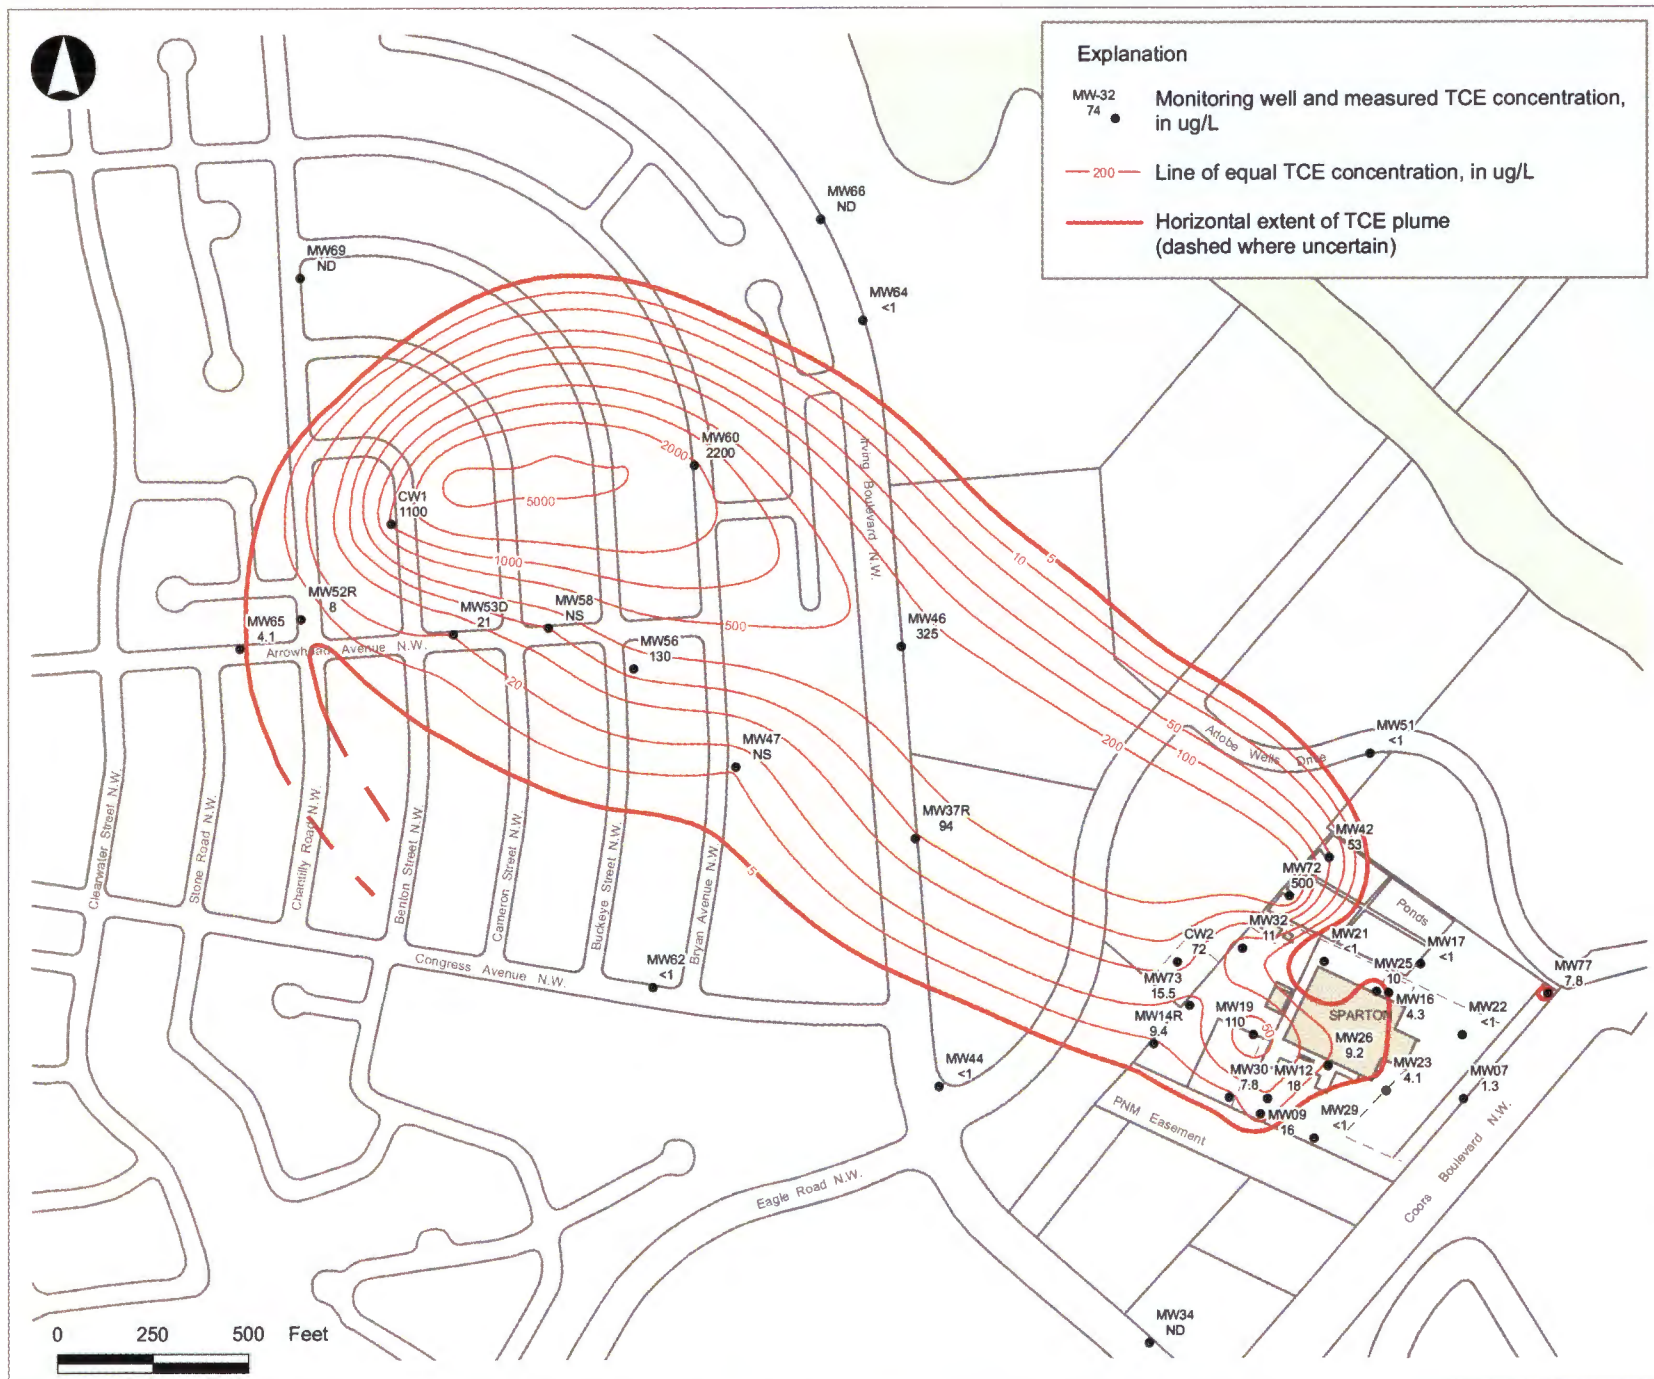 Explanation
MW-32
74
Monitoring well and measured TCE concentration,
in ug/L
200
Line of equal TCE concentration, in ug/L
Horizontal extent of TCE plume
(dashed where uncertain)
MW66
ND
MW69
ND
MW64
<1
MW60
2200
2000
5000
CW1
1100
Irving Boulevard N.W.
1000
10
5
MW52R
8
MW65
4.1
MW53D
21
MW58
NS
500
MW46
325
MW56
130
Arrowhead Avenue N.W.
20
MW47
NS
50
200
100
Adobe Wells Drive
MW51
<1
Clearwater Street N.W.
Stone Road N.W.
Chantilly Road N.W.
Benton Street N.W.
Cameron Street N.W.
Buckeye Street N.W.
Bryan Avenue N.W.
5
MW37R
94
MW42
53
MW72
500
Ponds
MW32
11
MW21
<1
MW17
<1
CW2
72
MW25
10
MW77
7.8
Congress Avenue N.W.
MW62
<1
MW73
15.5
MW16
4.3
MW22
<1
SPARTON
MW19
110
50
MW14R
9.4
MW26
9.2
MW23
4.1
MW07
1.3
MW44
<1
MW30
7.8
MW12
18
MW09
16
MW29
<1
PNM Easement
Coors Boulevard N.W.
Eagle Road N.W.
MW34
ND
0 250 500 Feet